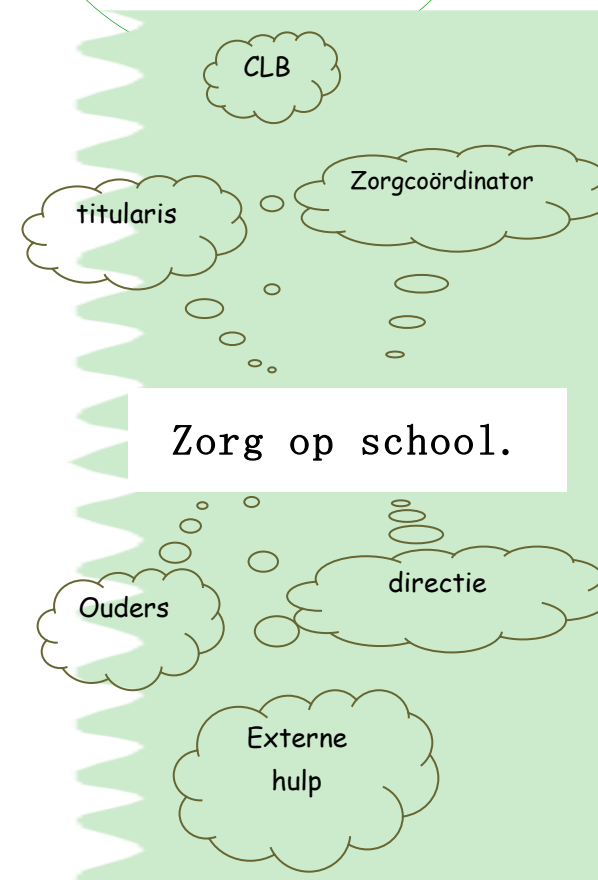 CLB
Zorgcoördinator
titularis
Zorg op school.
directie
Ouders
Externe
hulp